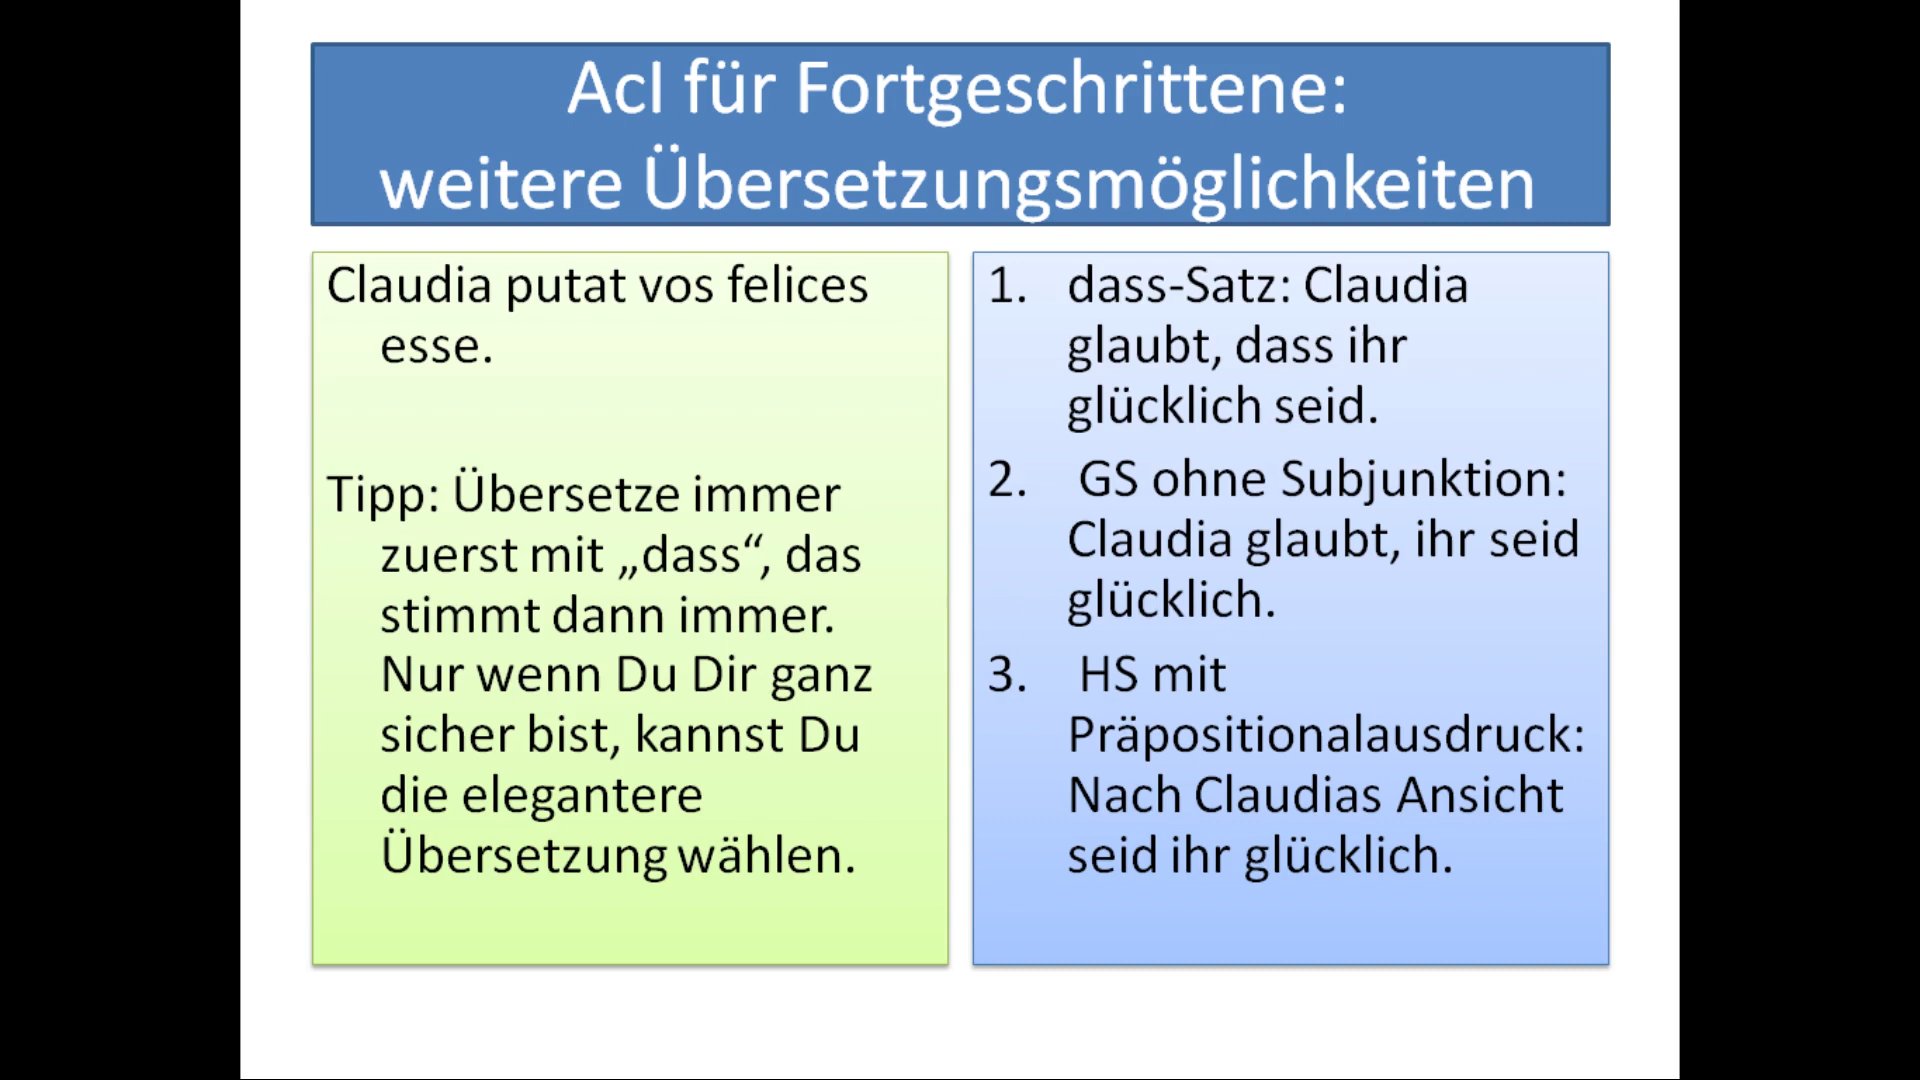 AcI für Fortgeschrittene:
weitere Übersetzungsmöglichkeiten
Claudia putat vos felices
esse.
Tipp: Übersetze immer
zuerst mit „dass“, das
stimmt dann immer.
Nur wenn Du Dir ganz
sicher bist, kannst Du
die elegantere
Übersetzung wählen.
1. dass-Satz: Claudia
glaubt, dass ihr
glücklich seid.
2. GS ohne Subjunktion:
Claudia glaubt, ihr seid
glücklich.
3. HS mit
Präpositionalausdruck:
Nach Claudias Ansicht
seid ihr glücklich.